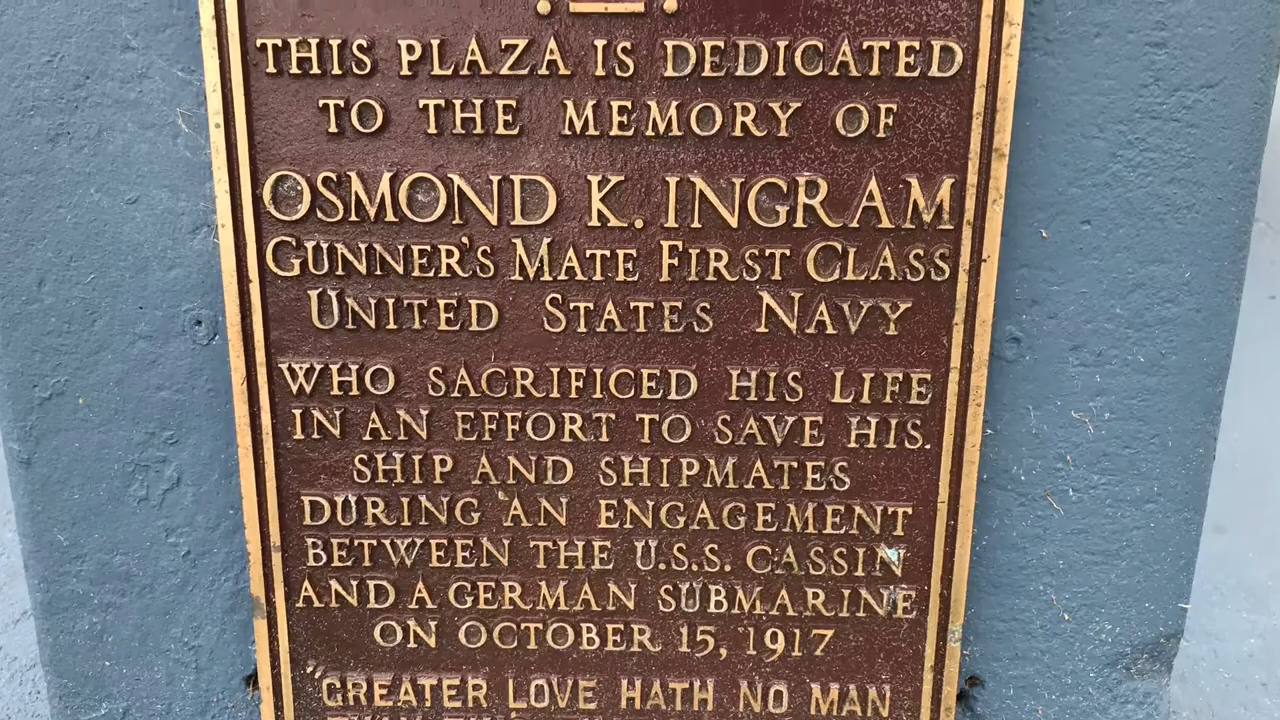 THIS PLAZA IS DEDICATED
TO THE MEMORY OF
OSMOND K. INGRAM
GUNNER'S MATE FIRST CLASS
UNITED STATES NAVY
WHO SACRIFICED HIS LIFE
IN AN EFFORT TO SAVE HIS
SHIP AND SHIPMATES
DURING AN ENGAGEMENT
BETWEEN THE U.S.S. CASSIN
AND A GERMAN SUBMARINE
ON OCTOBER 15, 1917
"GREATER LOVE HATH NO MAN